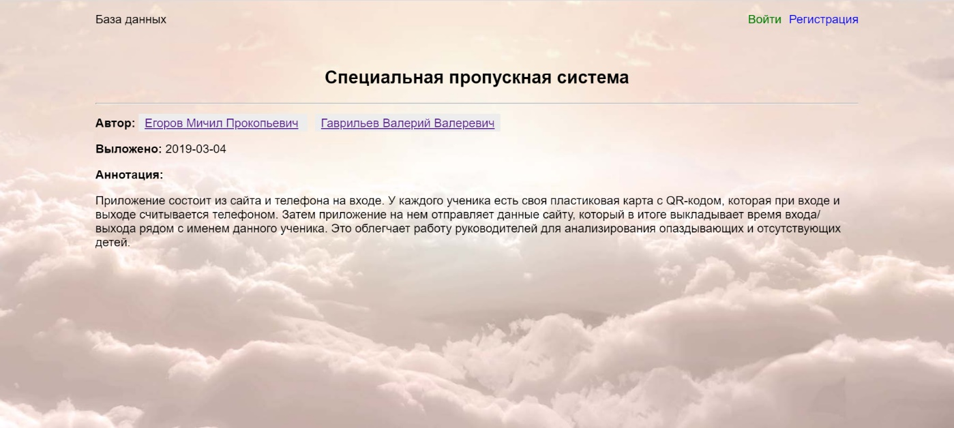 База данных
Войти Регистрация
Специальная пропускная система
Автор: Егоров Мичил Прокопьевич Гаврильев Валерий Валеревич
Выложено: 2019-03-04
Аннотация:
Приложение состоит из сайта и телефона на входе. У каждого ученика есть своя пластиковая карта с QR-кодом, которая при входе и
выходе считывается телефоном. Затем приложение на нем отправляет данные сайту, который в итоге выкладывает время входа/
выхода рядом с именем данного ученика. Это облегчает работу руководителей для анализирования опаздывающих и отсутствующих
детей.